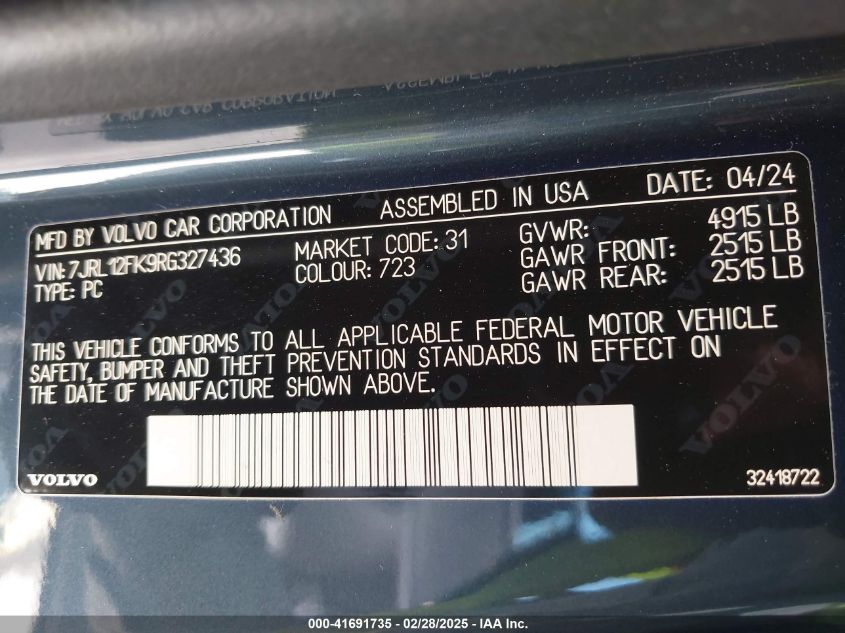 MFD BY VOLVO CAR CORPORATION ASSEMBLED IN USA DATE: 04/24
VIN: 7JRL12FK9RG327436 MARKET CODE: 31 GVWR: 4915 LB
TYPE: PC COLOUR: 723 GAWR FRONT: 2515 LB
GAWR REAR: 2515 LB
THIS VEHICLE CONFORMS TO ALL APPLICABLE FEDERAL MOTOR VEHICLE
SAFETY, BUMPER AND THEFT PREVENTION STANDARDS IN EFFECT ON
THE DATE OF MANUFACTURE SHOWN ABOVE.
VOLVO 32418722
000-41691735 - 02/28/2025 - IAA Inc.